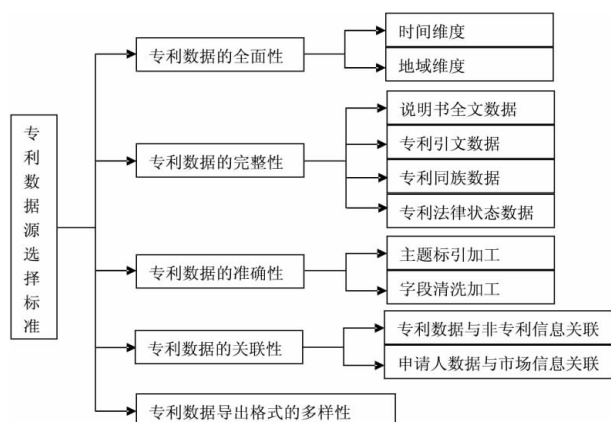 专利数据源选择标准
专利数据的全面性
时间维度
地域维度
专利数据的完整性
说明书全文数据
专利引文数据
专利同族数据
专利法律状态数据
专利数据的准确性
主题标引加工
字段清洗加工
专利数据的关联性
专利数据与非专利信息关联
申请人数据与市场信息关联
专利数据导出格式的多样性